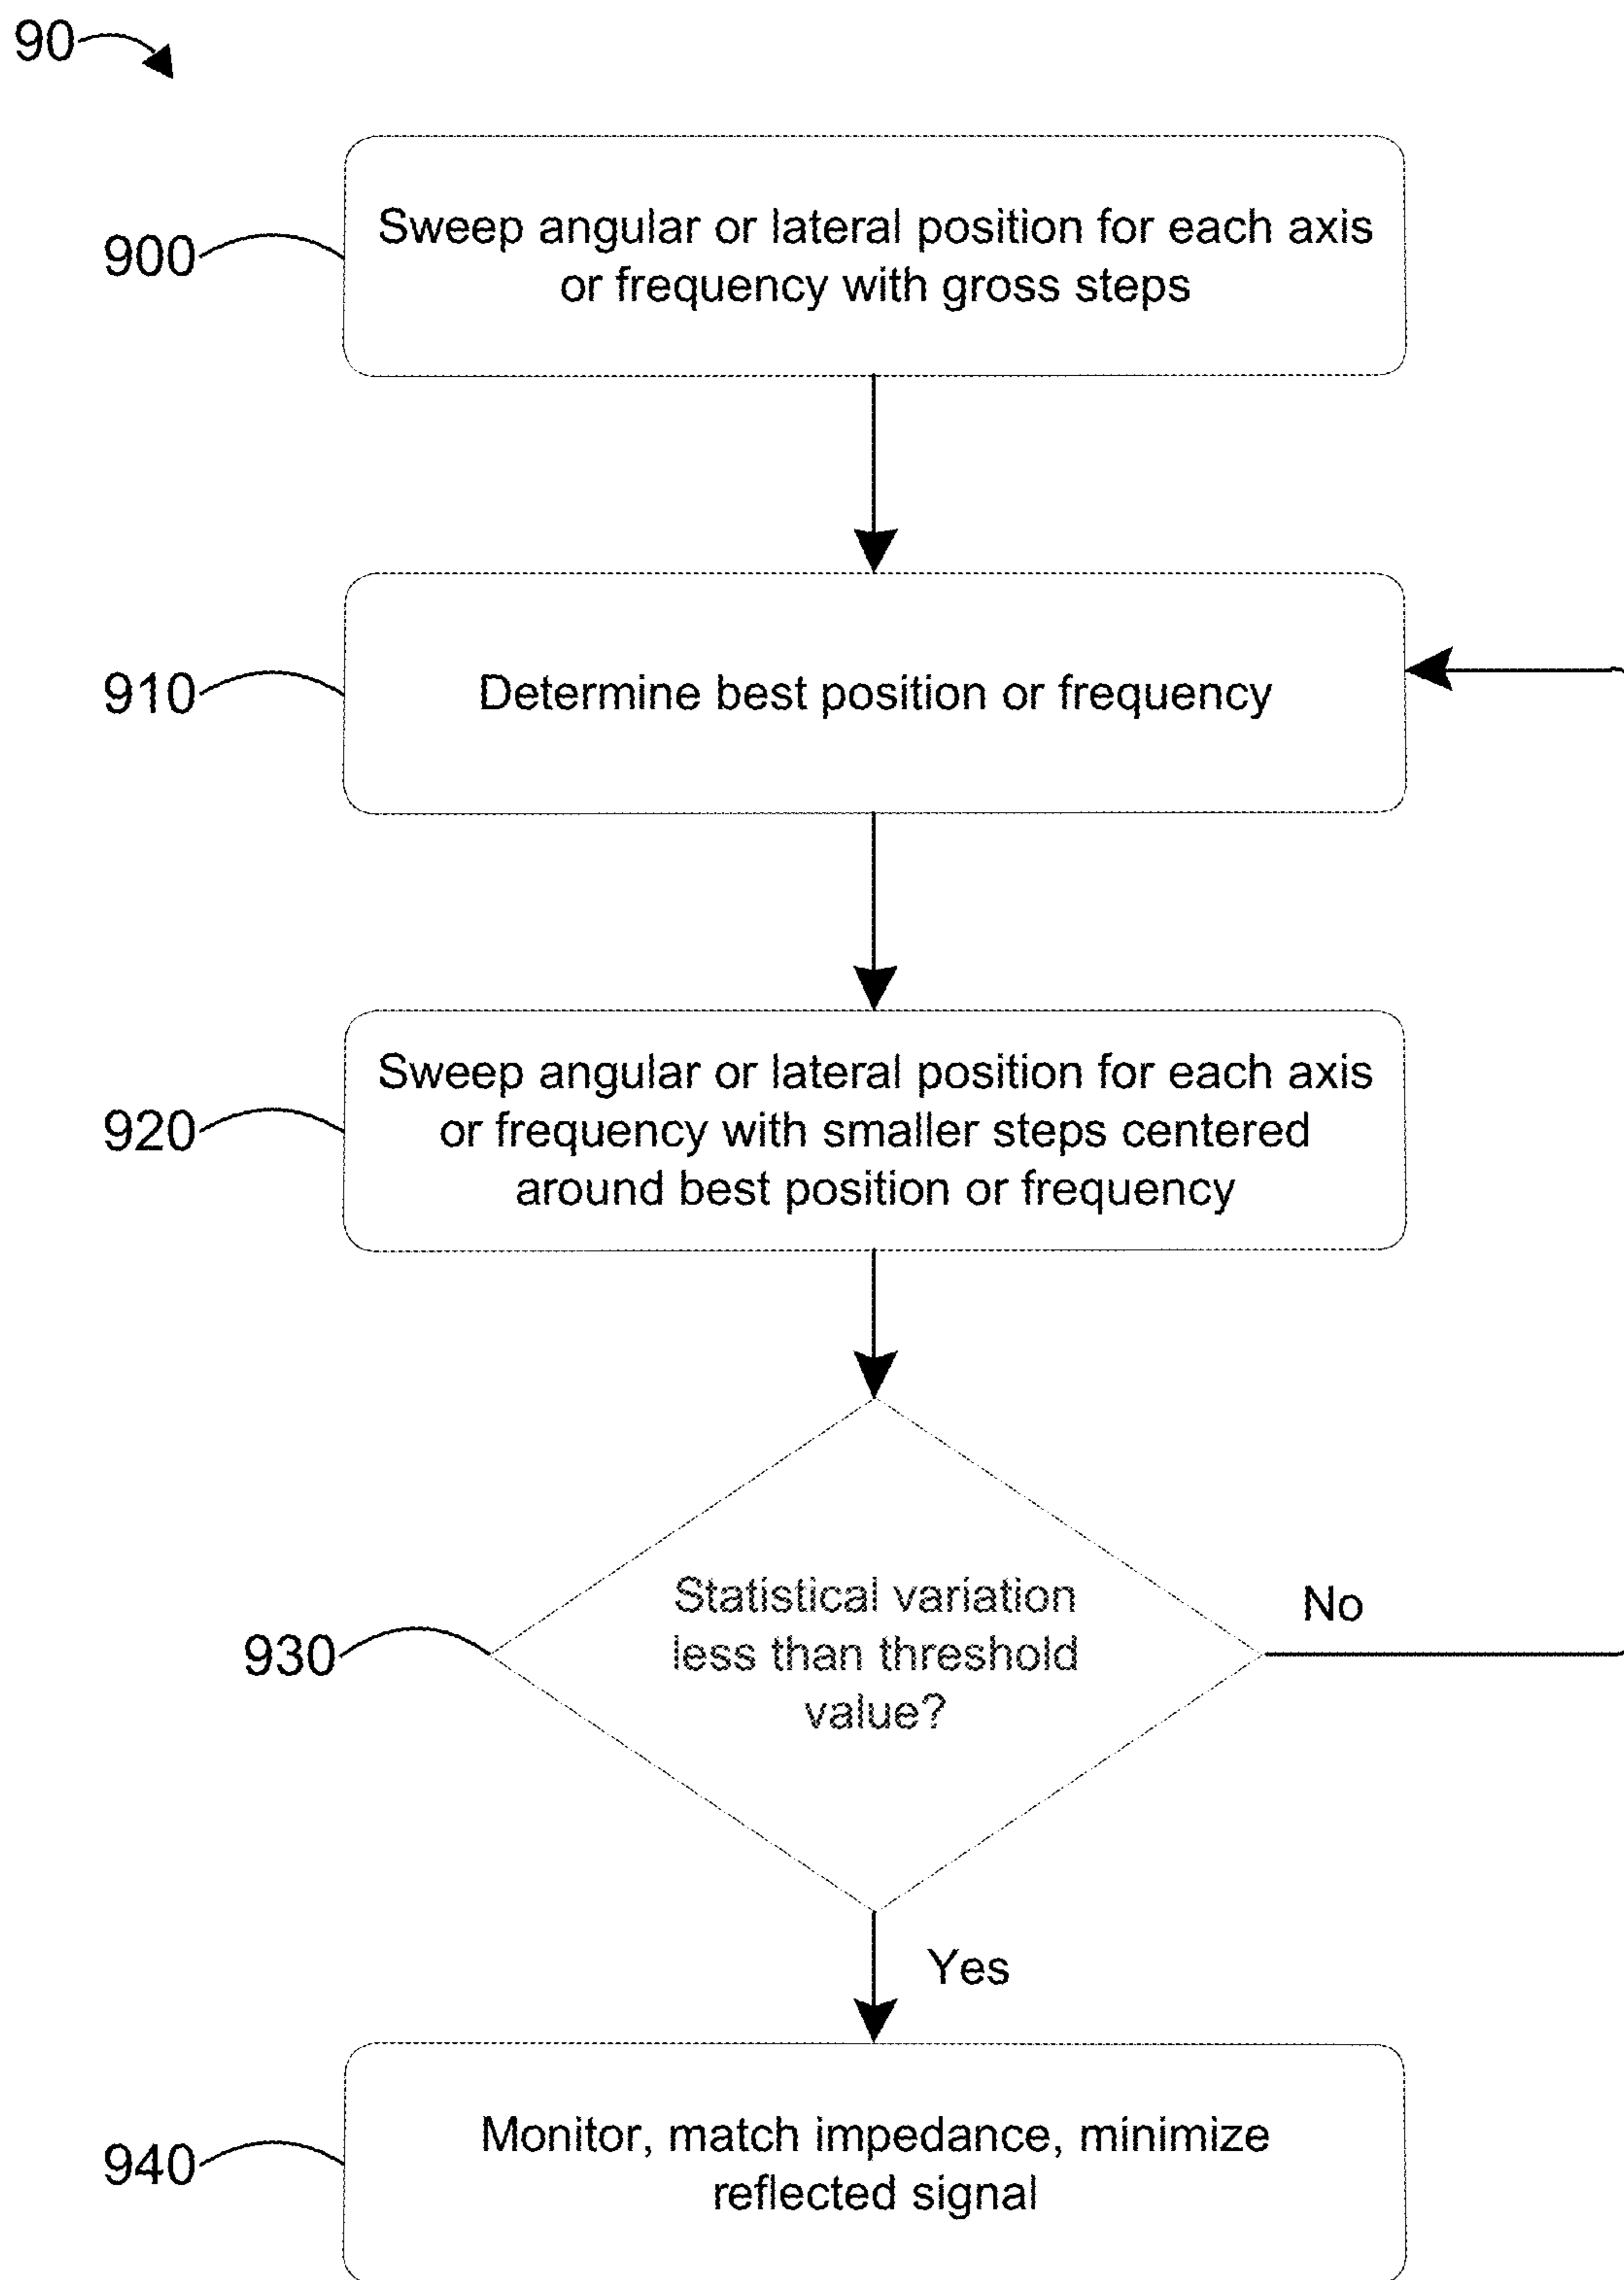 90
900
Sweep angular or lateral position for each axis
or frequency with gross steps
910
Determine best position or frequency
920
Sweep angular or lateral position for each axis
or frequency with smaller steps centered
around best position or frequency
930
Statistical variation
less than threshold
value?
No
Yes
940
Monitor, match impedance, minimize
reflected signal